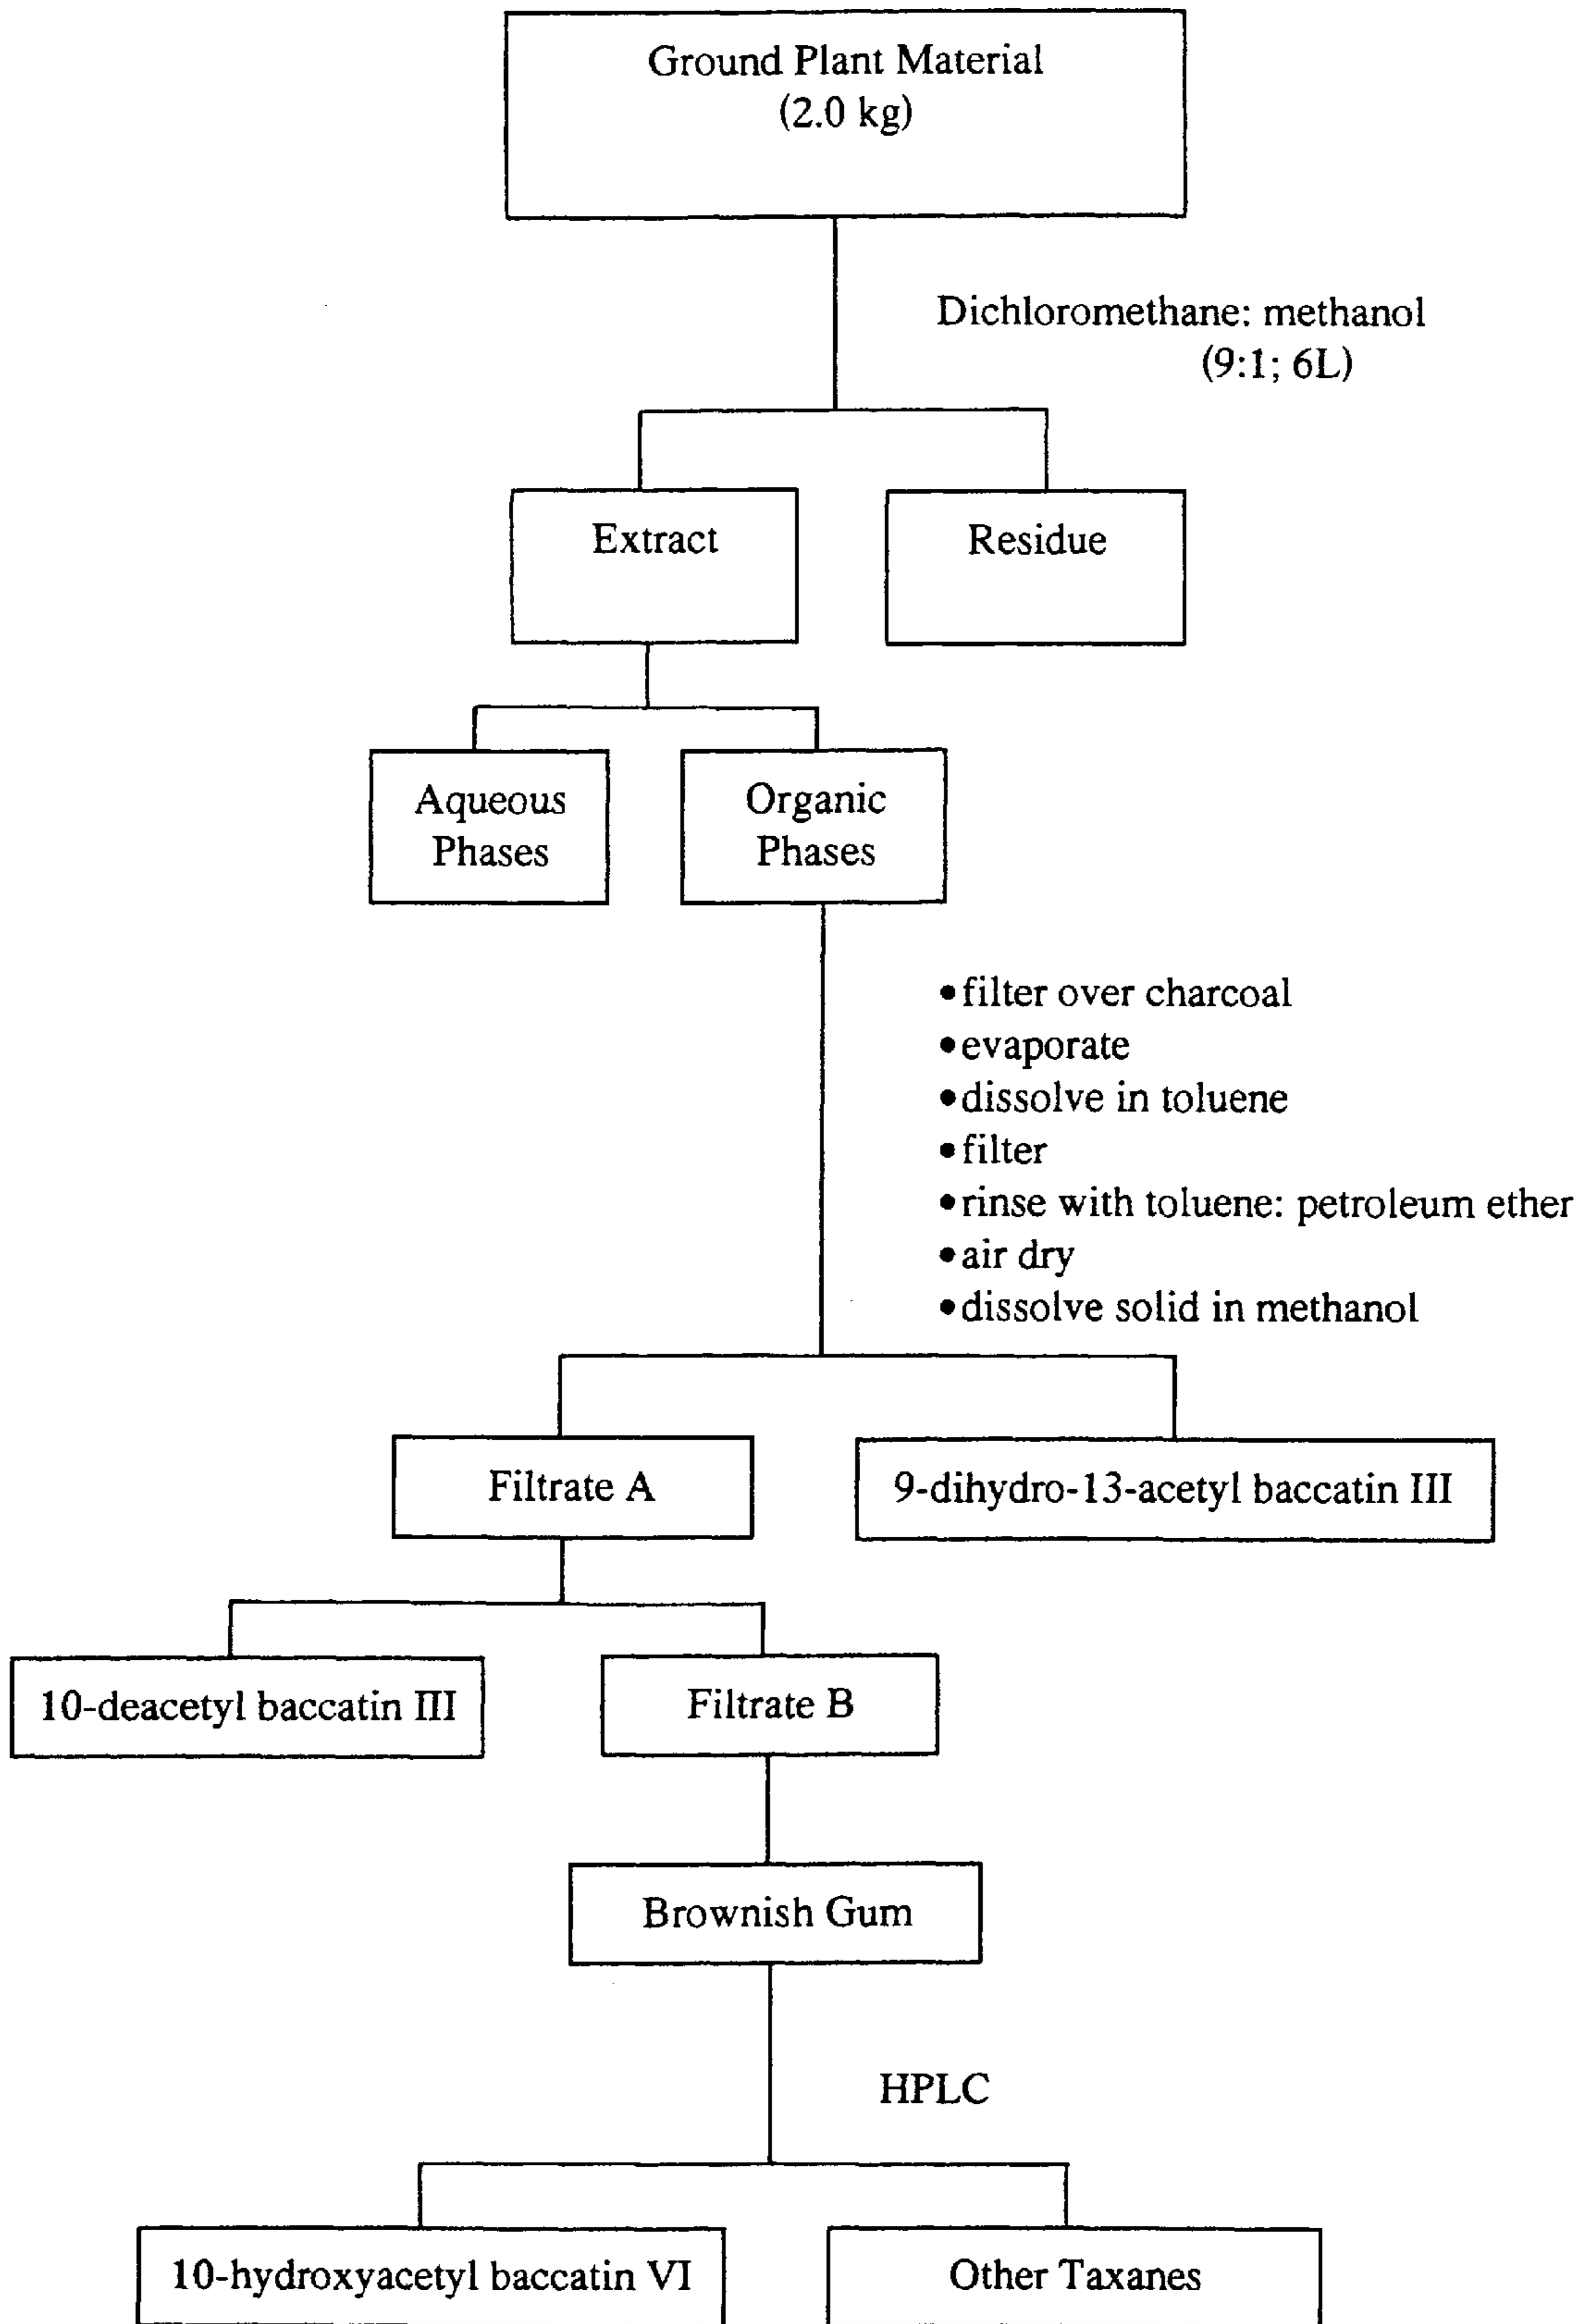 Ground Plant Material
(2.0 kg)
Dichloromethane: methanol
(9:1; 6L)
Extract
Residue
Aqueous
Phases
Organic
Phases
•filter over charcoal
•evaporate
•dissolve in toluene
•filter
•rinse with toluene: petroleum ether
•air dry
•dissolve solid in methanol
Filtrate A
9-dihydro-13-acetyl baccatin III
10-deacetyl baccatin III
Filtrate B
Brownish Gum
HPLC
10-hydroxyacetyl baccatin VI
Other Taxanes